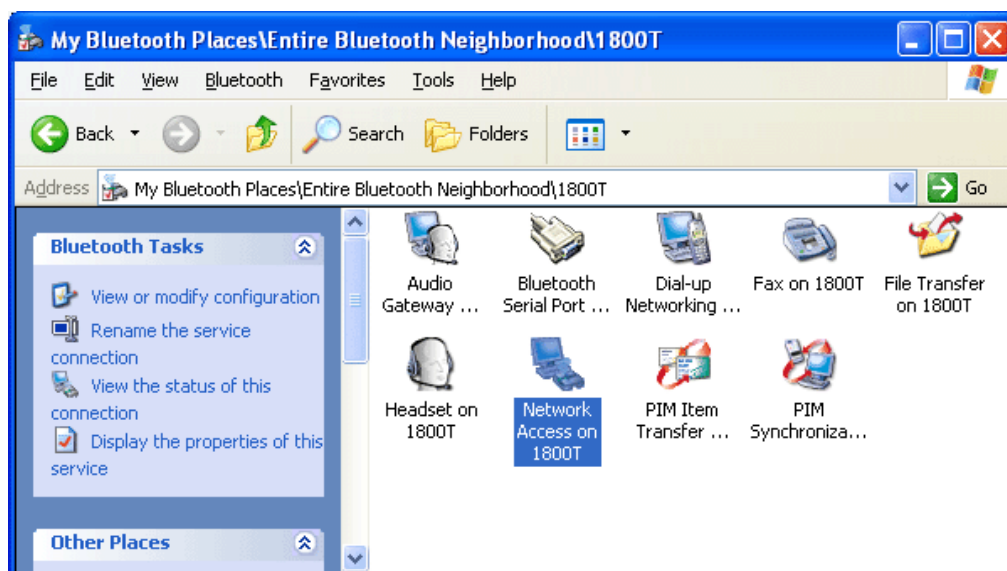 My Bluetooth Places\Entire Bluetooth Neighborhood\1800T
File Edit View Bluetooth Favorites Tools Help
Back Search Folders
Address My Bluetooth Places\Entire Bluetooth Neighborhood\1800T Go
Bluetooth Tasks
View or modify configuration
Rename the service
connection
View the status of this
connection
Display the properties of this
service
Other Places
Audio
Gateway ...
Bluetooth
Serial Port ...
Dial-up
Networking ...
Fax on 1800T
File Transfer
on 1800T
Headset on
1800T
Network
Access on
1800T
PIM Item
Transfer ...
PIM
Synchroniza...